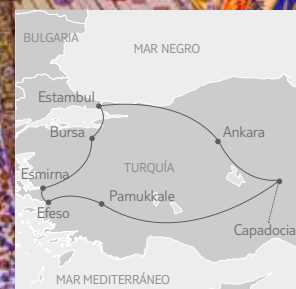 BULGARIA
MAR NEGRO
Estambul
Bursa
Ankara
TURQUÍA
Esmirna
Pamukkale
Efeso
Capadocia
MAR MEDITERRÁNEO